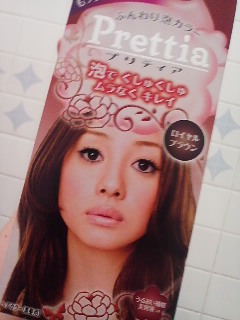 ふんわり泡カラー
Prettia
プリティア
泡でくしゅくしゅ
ムラなくキレイ
ロイヤル
ブラウン